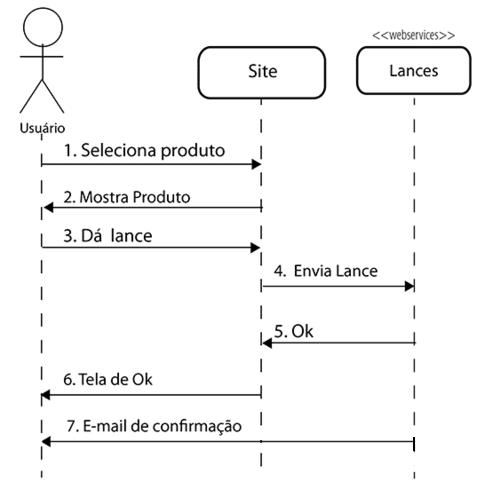 <<webservices>>
Site
Lances
Usuário
1. Seleciona produto
2. Mostra Produto
3. Dá lance
4. Envia Lance
5. Ok
6. Tela de Ok
7. E-mail de confirmação